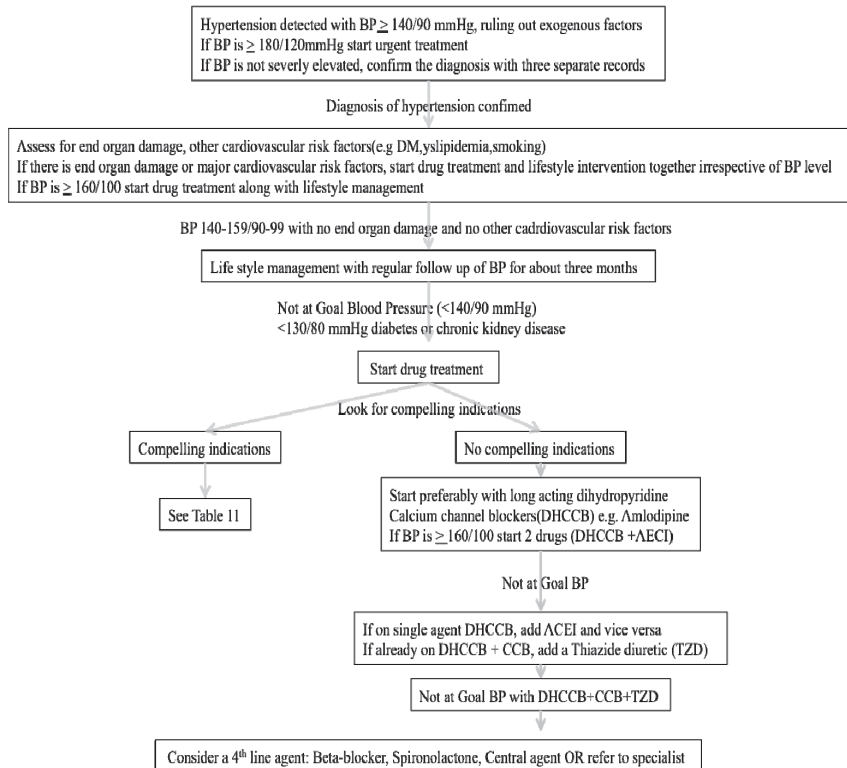 Hypertension detected with BP ≥ 140/90 mmHg, ruling out exogenous factors
If BP is ≥ 180/120mmHg start urgent treatment
If BP is not severly elevated, confirm the diagnosis with three separate records
Diagnosis of hypertension confimed
Assess for end organ damage, other cardiovascular risk factors(e.g DM,yslipidemia,smoking)
If there is end organ damage or major cardiovascular risk factors, start drug treatment and lifestyle intervention together irrespective of BP level
If BP is ≥ 160/100 start drug treatment along with lifestyle management
BP 140-159/90-99 with no end organ damage and no other cadrdiovascular risk factors
Life style management with regular follow up of BP for about three months
Not at Goal Blood Pressure (<140/90 mmHg)
<130/80 mmHg diabetes or chronic kidney disease
Start drug treatment
Look for compelling indications
Compelling indications
No compelling indications
See Table 11
Start preferably with long acting dihydropyridine
Calcium channel blockers(DHCCB) e.g. Amlodipine
If BP is ≥160/100 start 2 drugs (DHCCB +AECI)
Not at Goal BP
If on single agent DHCCB, add ACEI and vice versa
If already on DHCCB + CCB, add a Thiazide diuretic (TZD)
Not at Goal BP with DHCCB+CCB+TZD
Consider a 4th line agent: Beta-blocker, Spironolactone, Central agent OR refer to specialist